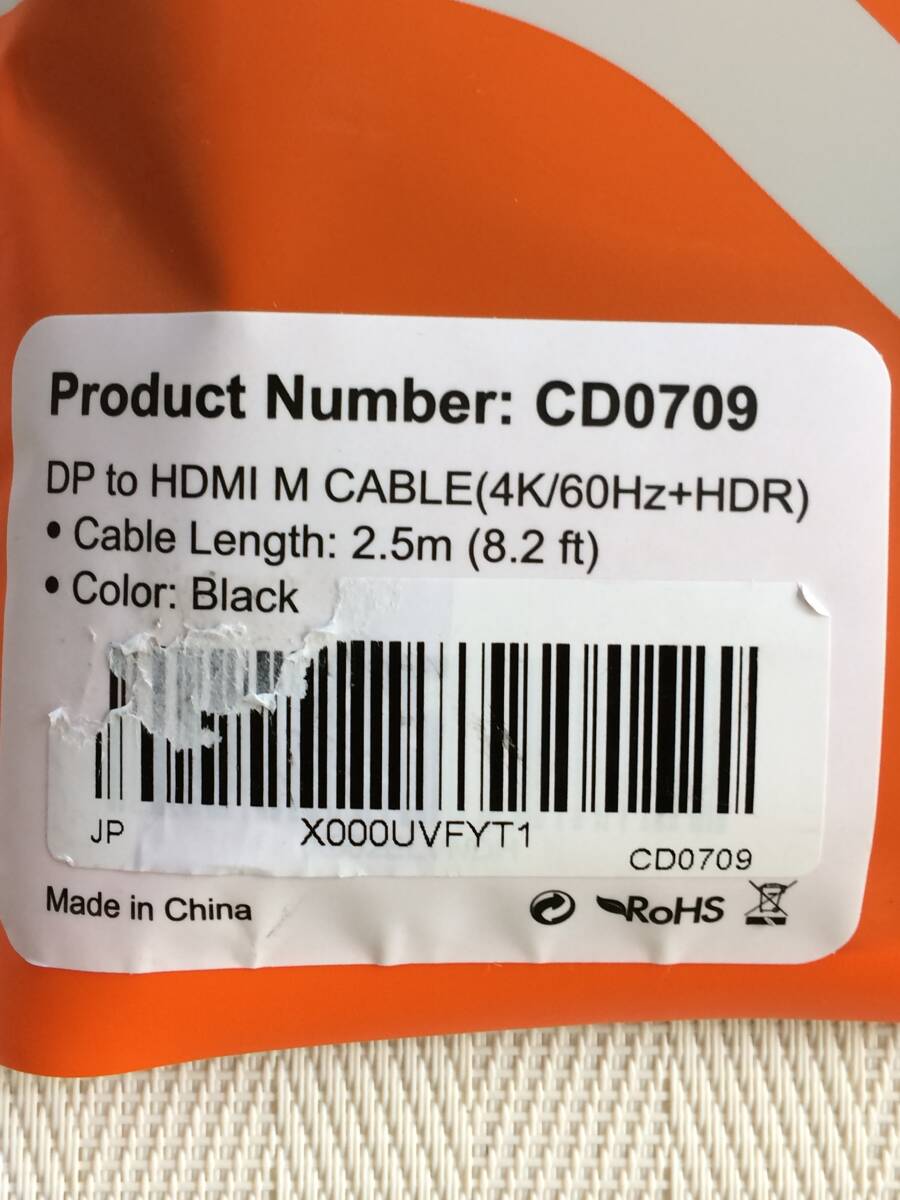 Product Number: CD0709
DP to HDMI M CABLE(4K/60Hz+HDR)
• Cable Length: 2.5m (8.2 ft)
• Color: Black
JP
X000UVFYT1
CD0709
Made in China
RoHS